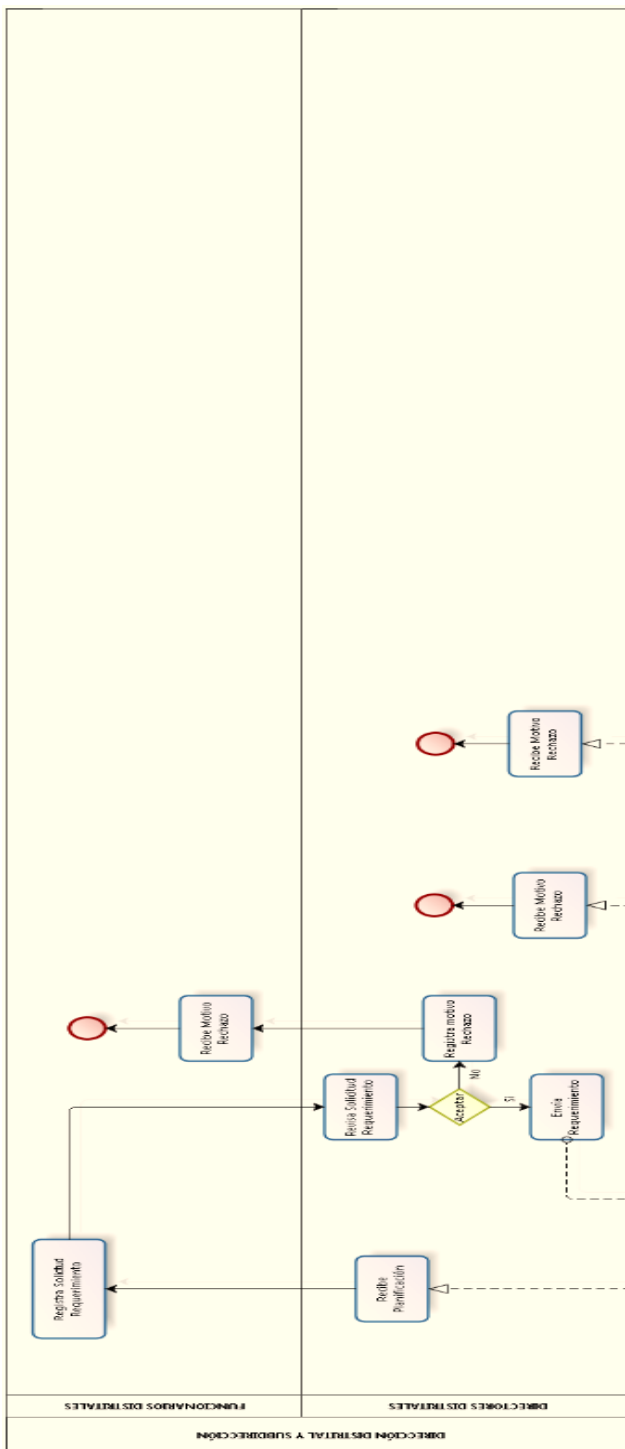 DIRECCIÓN DISTRITAL Y SUBDIRECCIÓN
FUNCIONARIOS DISTRITALES
Registra Solicitud
Requerimiento
Recibe Motivo
Rechazo
DIRECTORES DISTRITALES
Recibe
Planificación
Revisa Solicitud
Requerimiento
Aceptar
No
Si
Registra motivo
Rechazo
Envia
Requerimiento
Recibe Motivo
Rechazo
Recibe Motivo
Rechazo